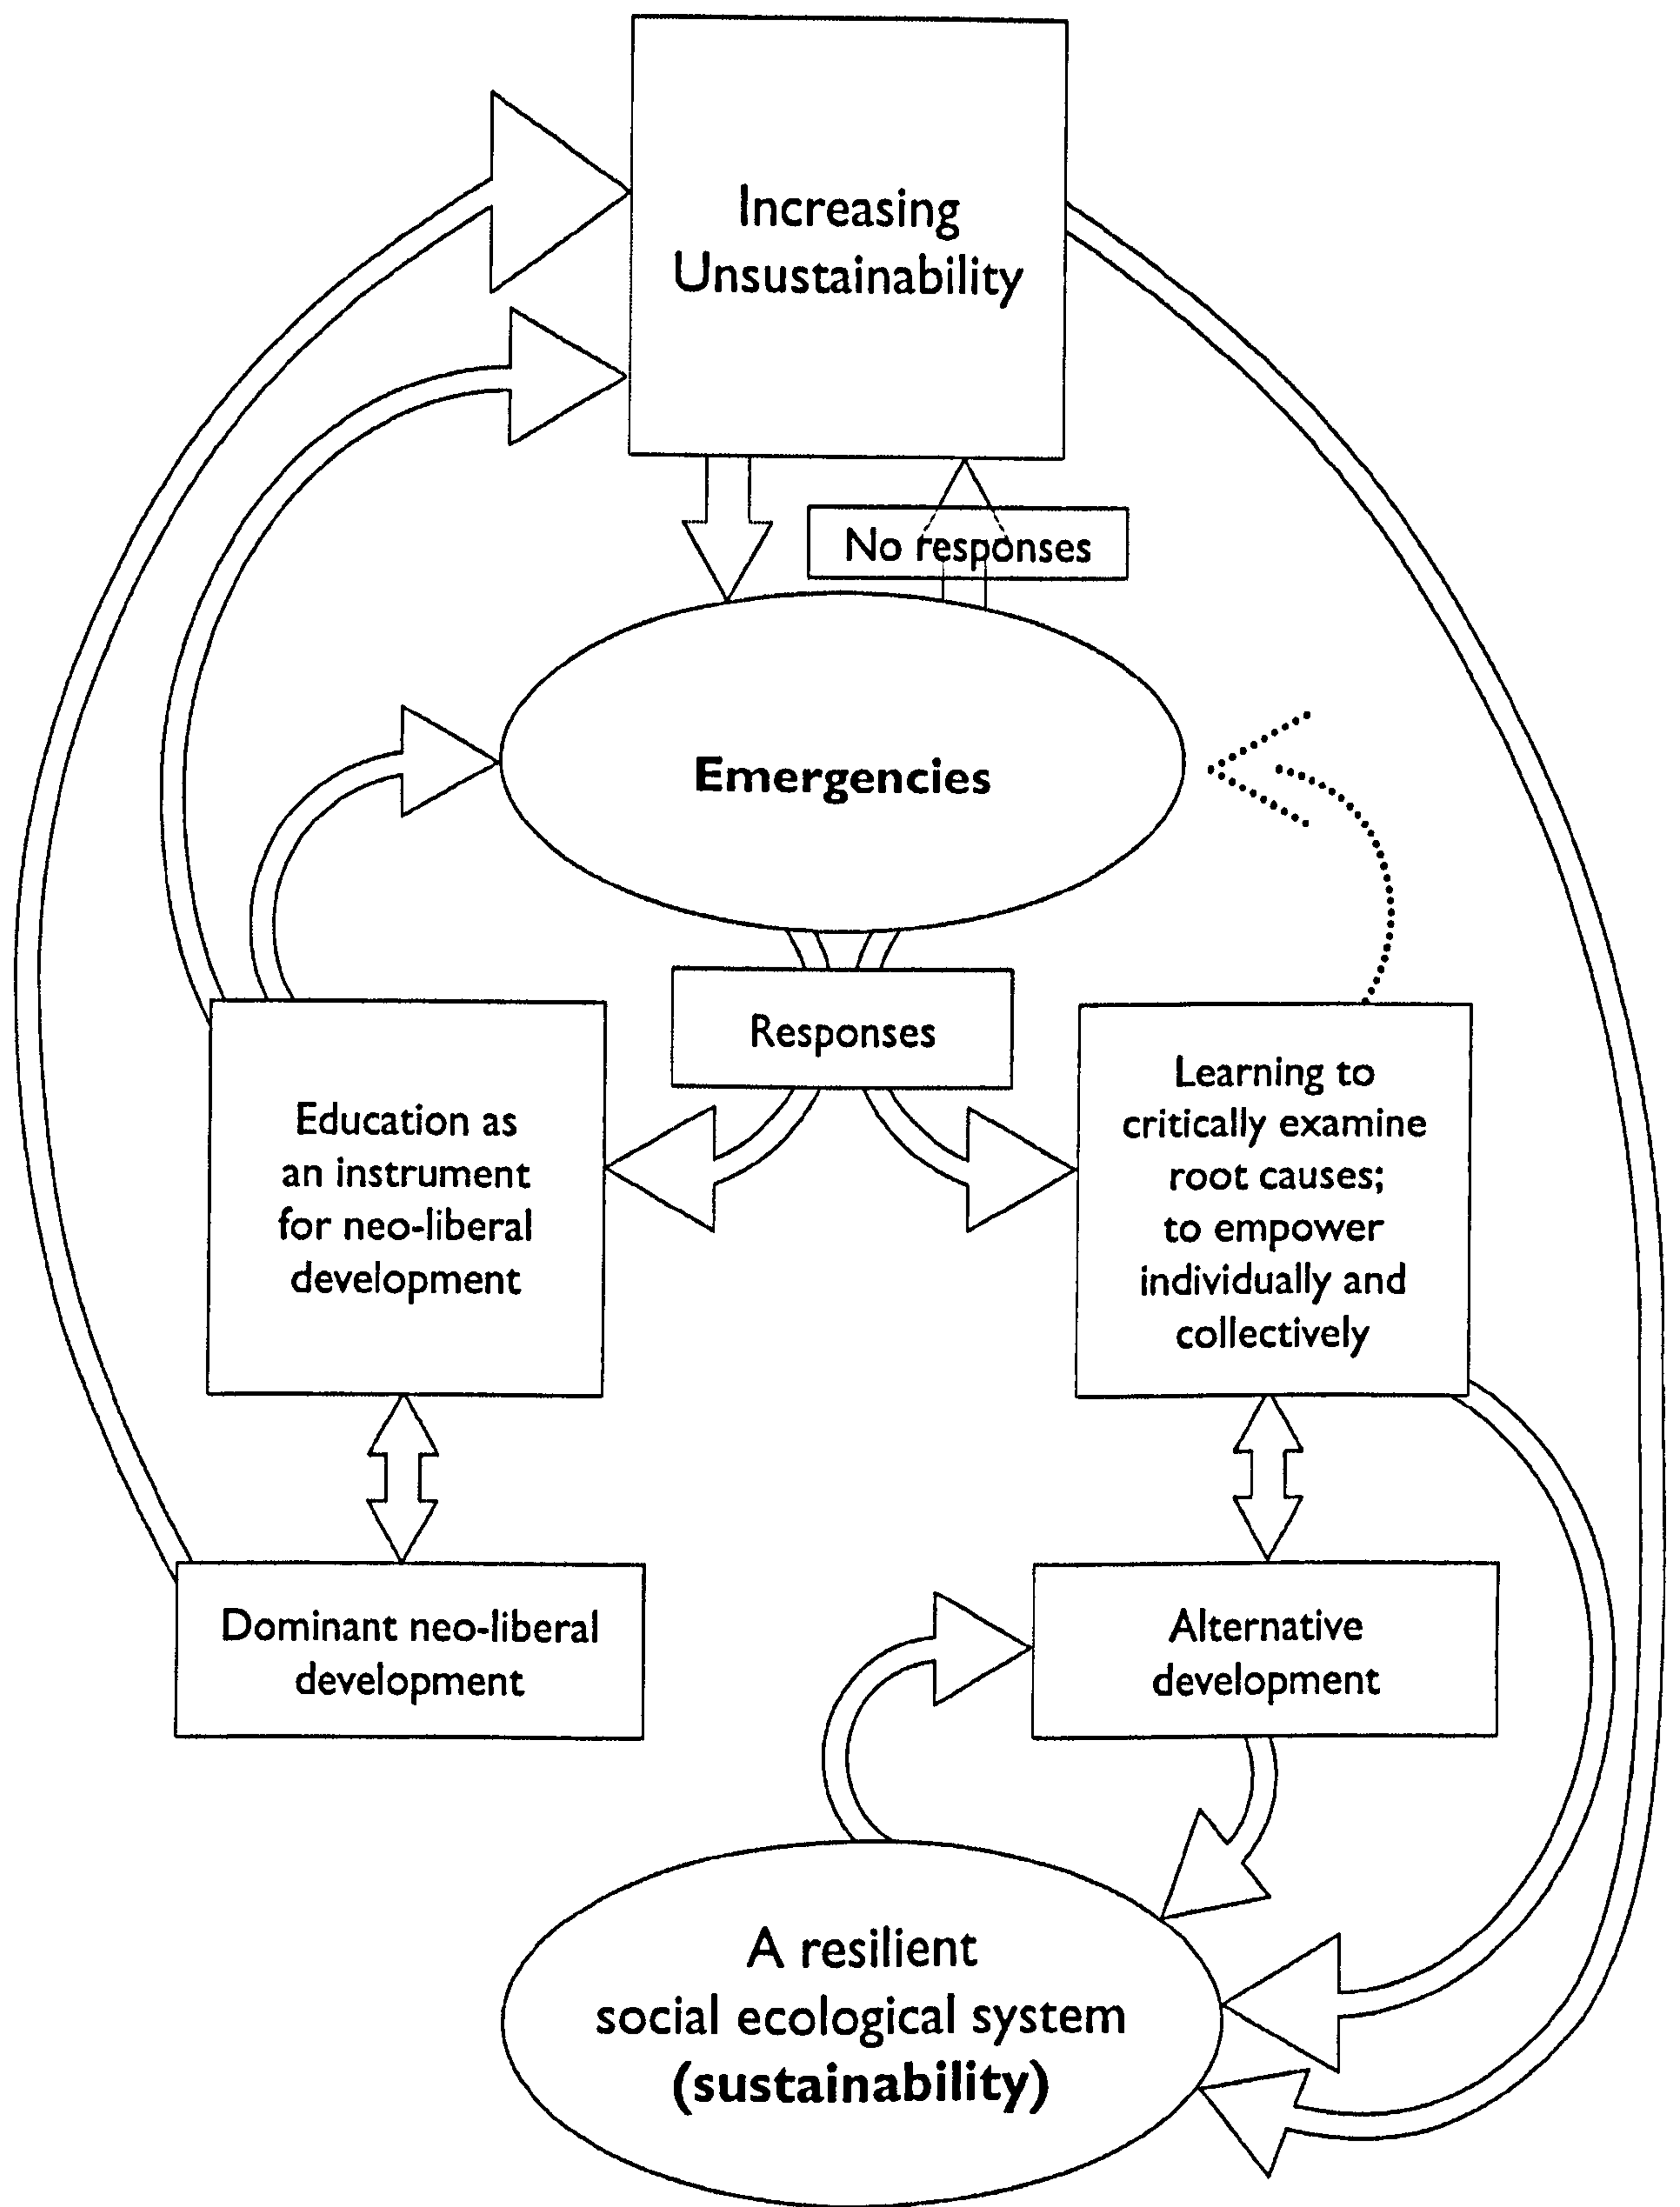 Increasing
Unsustainability
No responses
Emergencies
Responses
Education as
an instrument
for neo-liberal
development
Learning to
critically examine
root causes;
to empower
individually and
collectively
Dominant neo-liberal
development
Alternative
development
A resilient
social ecological system
(sustainability)